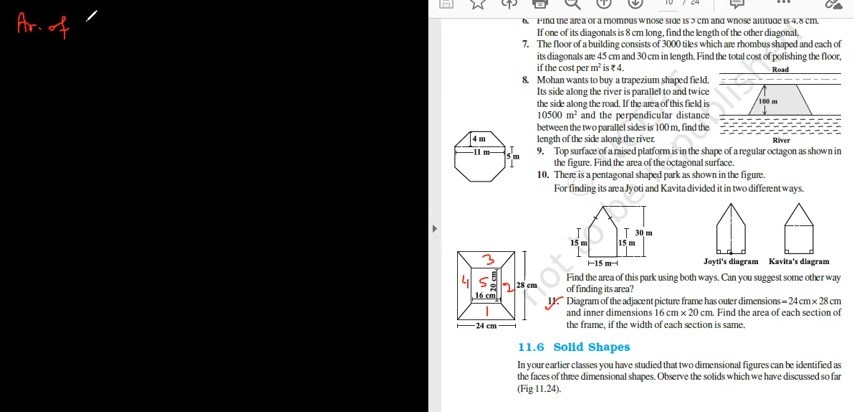 Ar. of
10 / 24
6. Find the area of a rhombus whose side is 5 cm and whose altitude is 4.8 cm.
If one of its diagonals is 8 cm long, find the length of the other diagonal.
7. The floor of a building consists of 3000 tiles which are rhombus shaped and each of
its diagonals are 45 cm and 30 cm in length. Find the total cost of polishing the floor,
if the cost per m² is ₹ 4.
8. Mohan wants to buy a trapezium shaped field.
Its side along the river is parallel to and twice
the side along the road. If the area of this field is
10500 m² and the perpendicular distance
between the two parallel sides is 100 m, find the
length of the side along the river.
Road
100 m
River
4 m
11 m
5 m
9. Top surface of a raised platform is in the shape of a regular octagon as shown in
the figure. Find the area of the octagonal surface.
10. There is a pentagonal shaped park as shown in the figure.
For finding its area Jyoti and Kavita divided it in two different ways.
15 m
15 m
30 m
15 m
Joyti's diagram
Kavita's diagram
Find the area of this park using both ways. Can you suggest some other way
of finding its area?
3
4
5
2
1
20 cm
16 cm
28 cm
24 cm
11. Diagram of the adjacent picture frame has outer dimensions = 24 cm × 28 cm
and inner dimensions 16 cm × 20 cm. Find the area of each section of
the frame, if the width of each section is same.
11.6 Solid Shapes
In your earlier classes you have studied that two dimensional figures can be identified as
the faces of three dimensional shapes. Observe the solids which we have discussed so far
(Fig 11.24).
not to be republished